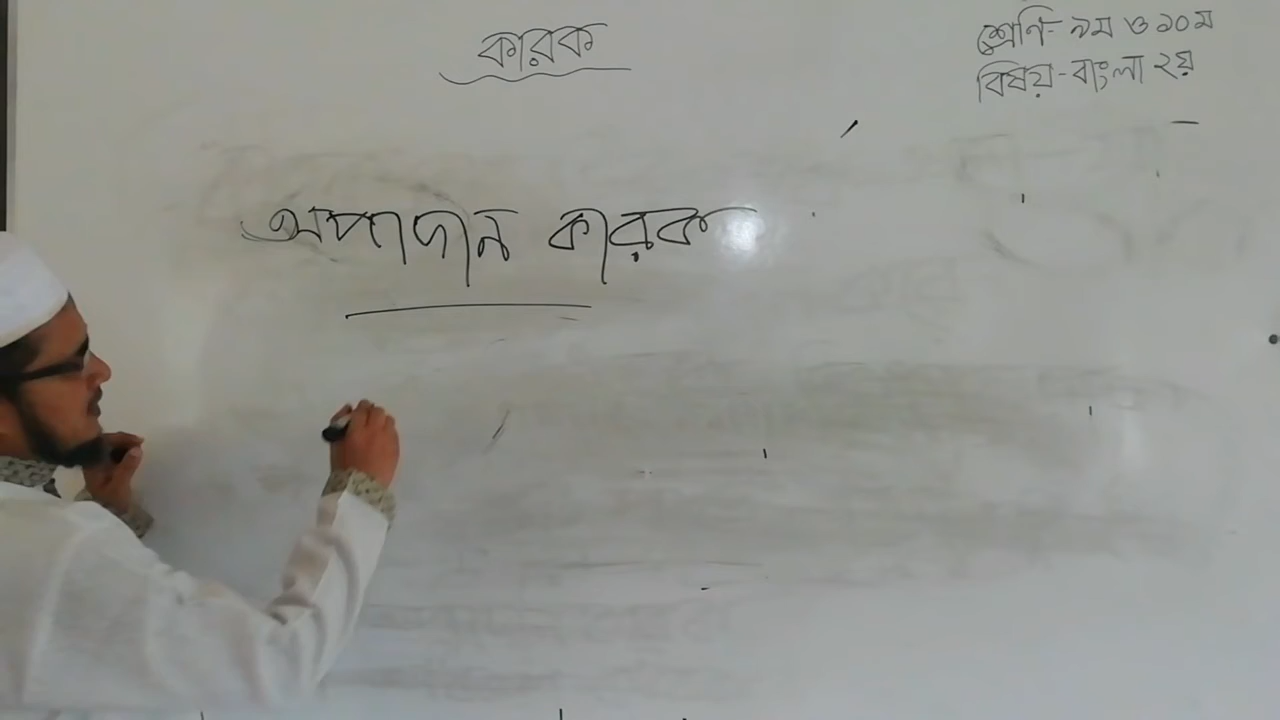 কারক
শ্রেণি- ৯ম ও ১০ম
বিষয়- বাংলা ২য়
অপাদান কারক